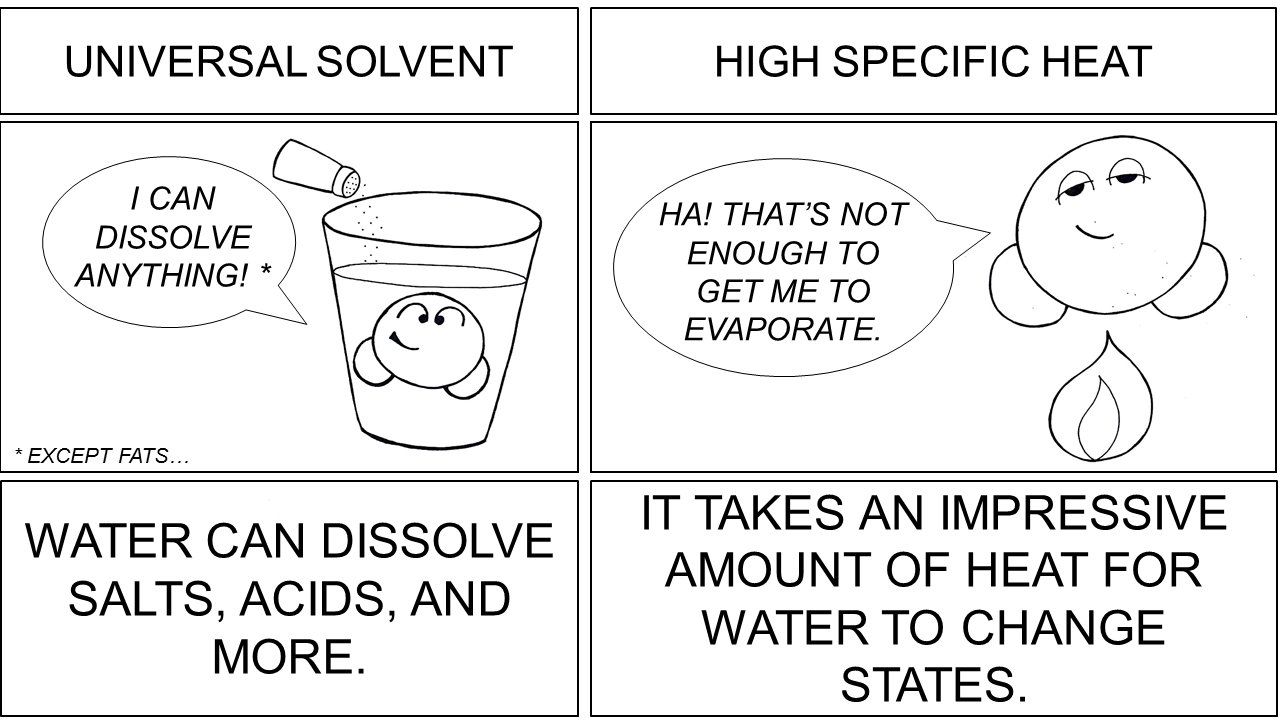 UNIVERSAL SOLVENT
HIGH SPECIFIC HEAT
I CAN
DISSOLVE
ANYTHING! *
* EXCEPT FATS…
HA! THAT’S NOT
ENOUGH TO
GET ME TO
EVAPORATE.
WATER CAN DISSOLVE
SALTS, ACIDS, AND
MORE.
IT TAKES AN IMPRESSIVE
AMOUNT OF HEAT FOR
WATER TO CHANGE
STATES.